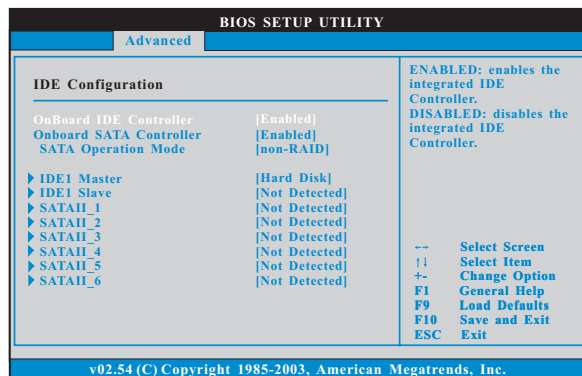 BIOS SETUP UTILITY
Advanced
IDE Configuration
OnBoard IDE Controller [Enabled]
Onboard SATA Controller [Enabled]
SATA Operation Mode [non-RAID]
IDE1 Master [Hard Disk]
IDE1 Slave [Not Detected]
SATAII_1 [Not Detected]
SATAII_2 [Not Detected]
SATAII_3 [Not Detected]
SATAII_4 [Not Detected]
SATAII_5 [Not Detected]
SATAII_6 [Not Detected]
ENABLED: enables the
integrated IDE
Controller.
DISABLED: disables the
integrated IDE
Controller.
←→ Select Screen
↑↓ Select Item
+- Change Option
F1 General Help
F9 Load Defaults
F10 Save and Exit
ESC Exit
v02.54 (C) Copyright 1985-2003, American Megatrends, Inc.